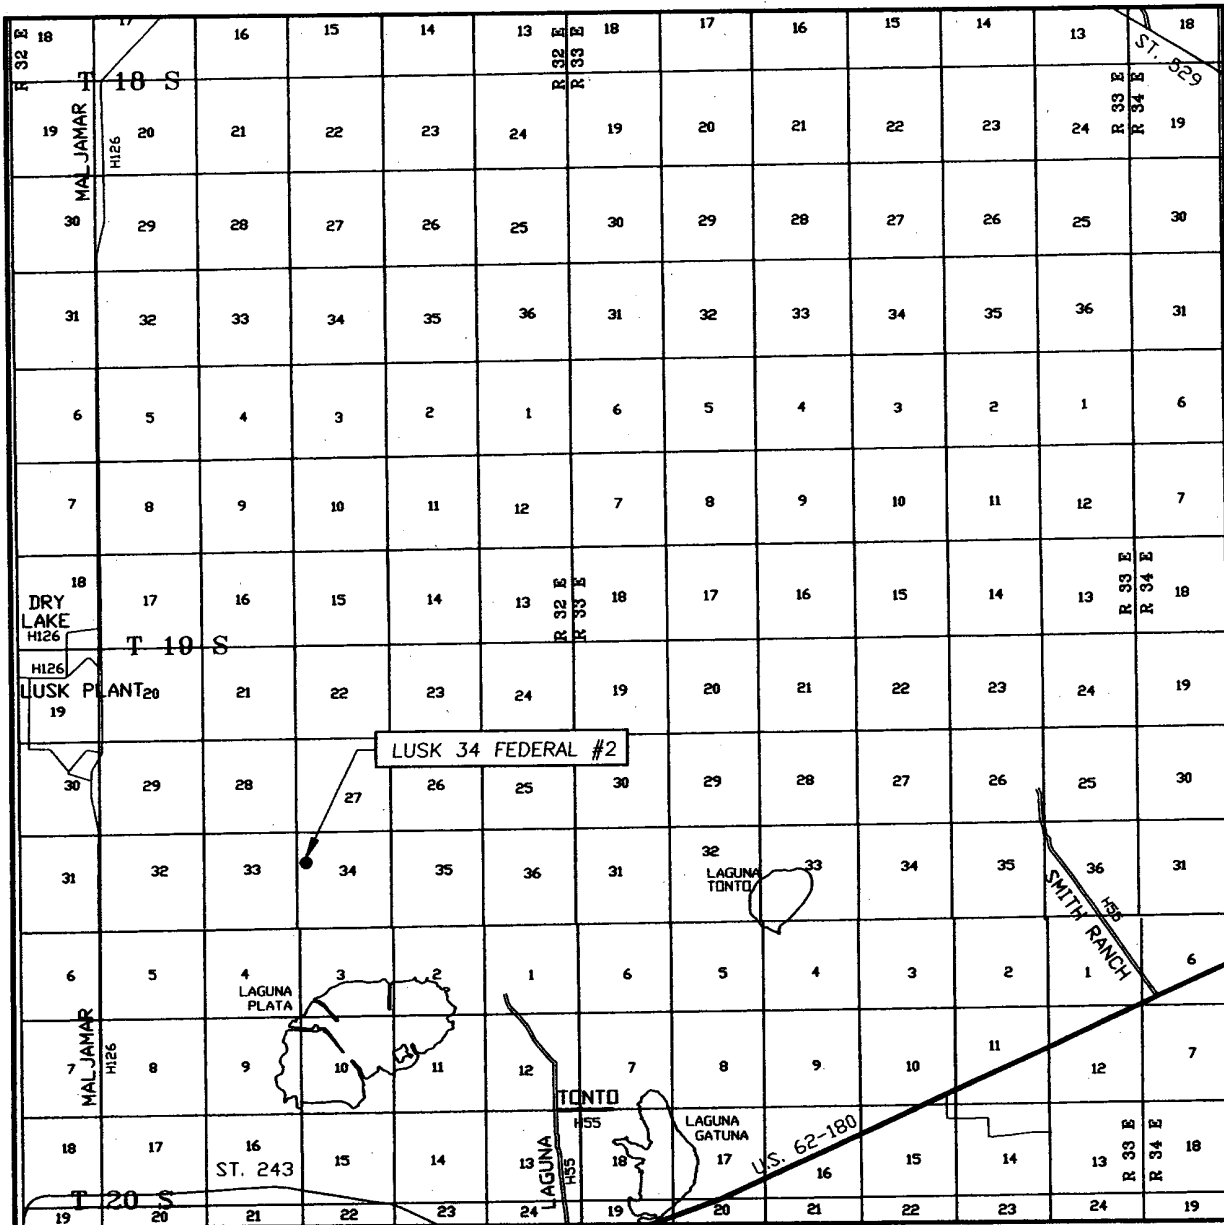 18 17 16 15 14 13 18 17 16 15 14 13 18
R 32 E
R 32 E
R 33 E
R 33 E
R 34 E
ST. 529
T 18 S
19 20 21 22 23 24 19 20 21 22 23 24 19
MALJAMAR
H126
30 29 28 27 26 25 30 29 28 27 26 25 30
31 32 33 34 35 36 31 32 33 34 35 36 31
6 5 4 3 2 1 6 5 4 3 2 1 6
7 8 9 10 11 12 7 8 9 10 11 12 7
18 17 16 15 14 13 18 17 16 15 14 13 18
R 32 E
R 33 E
R 33 E
R 34 E
DRY
LAKE
H126
T 19 S
H126
LUSK PLANT
19 20 21 22 23 24 19 20 21 22 23 24 19
LUSK 34 FEDERAL #2
30 29 28 27 26 25 30 29 28 27 26 25 30
31 32 33 34 35 36 31 32 33 34 35 36 31
LAGUNA
TONTO
SMITH RANCH
H55
6 5 4 3 2 1 6 5 4 3 2 1 6
LAGUNA
PLATA
MALJAMAR
H126
7 8 9 10 11 12 7 8 9 10 11 12 7
TONTO
H55
LAGUNA
GATUNA
U.S. 62-180
R 33 E
R 34 E
18 17 16 15 14 13 18 17 16 15 14 13 18
ST. 243
LAGUNA
H55
T 20 S
19 20 21 22 23 24 19 20 21 22 23 24 19